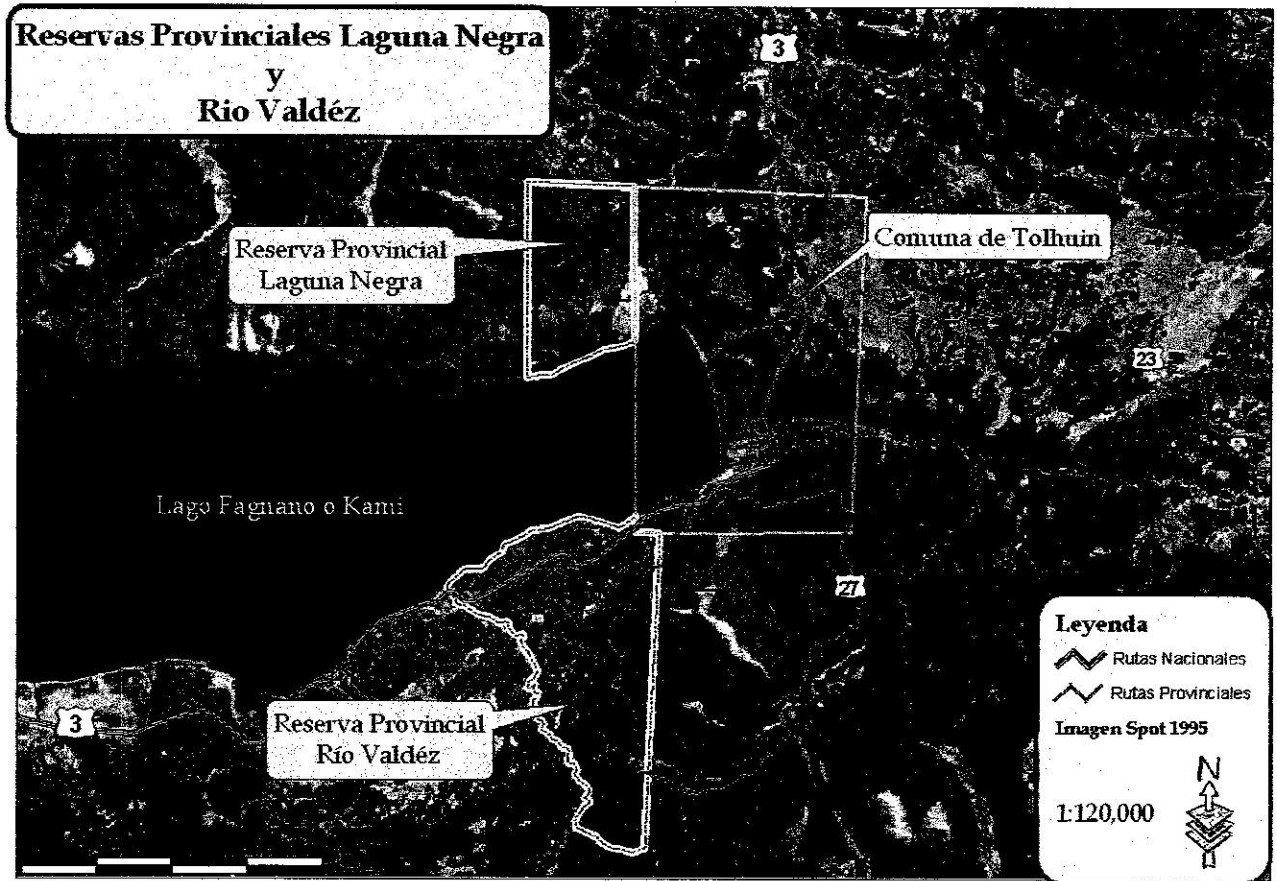 Reservas Provinciales Laguna Negra
y
Rio Valdéz
3
Reserva Provincial
Laguna Negra
Comuna de Tolhuin
23
Lago Fagnano o Kami
27
3
Reserva Provincial
Río Valdéz
Leyenda
Rutas Nacionales
Rutas Provinciales
Imagen Spot 1995
N
1:120,000